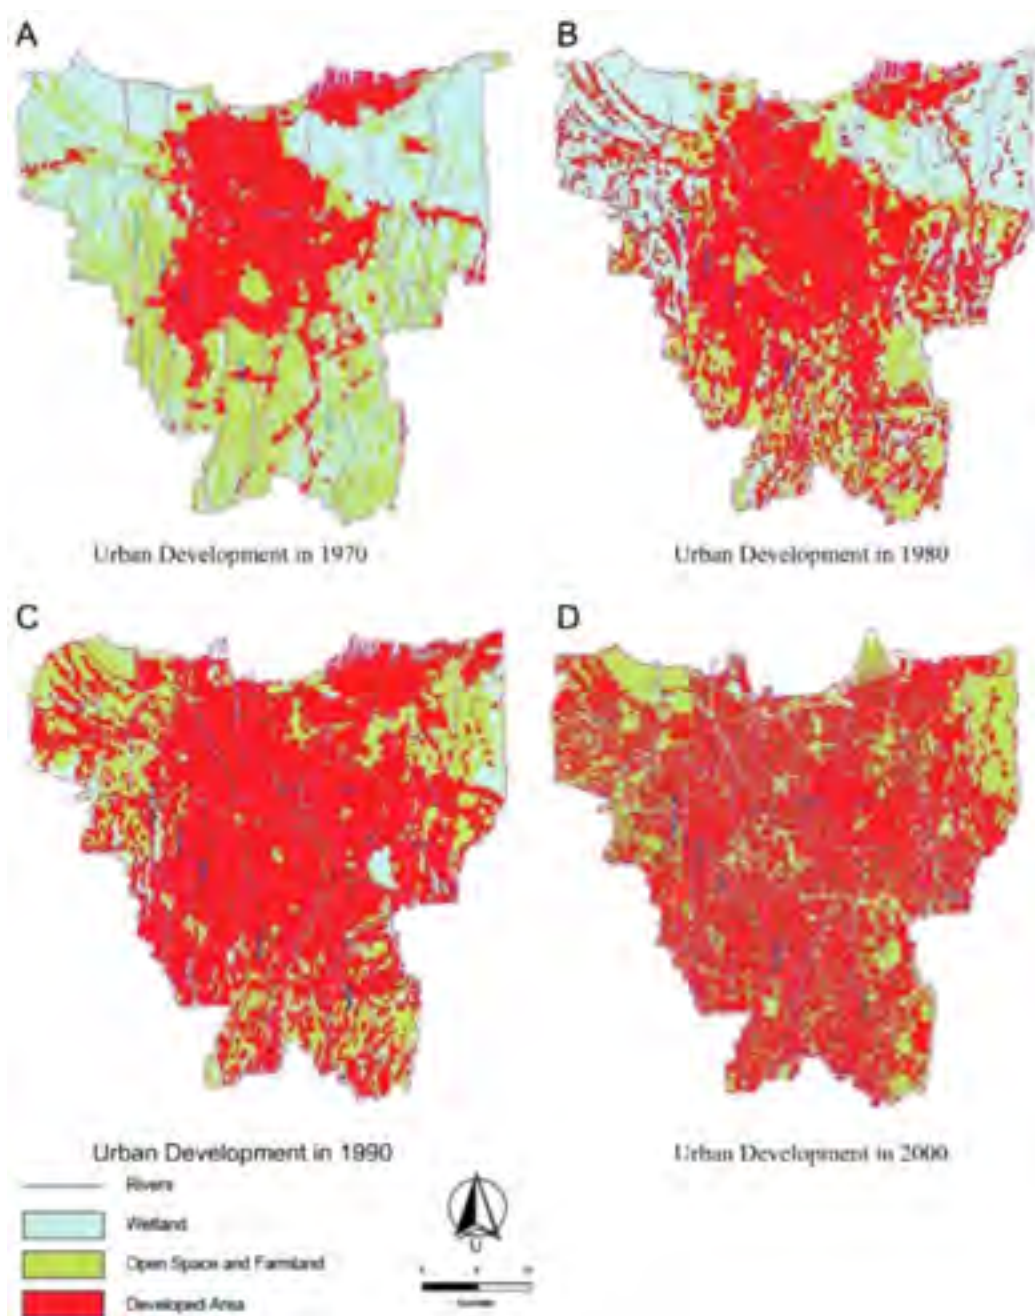 A
B
Urban Development in 1970
Urban Development in 1980
C
D
Urban Development in 1990
Urban Development in 2000
Rivers
Wetland
Open Space and Farmland
Developed Area
U